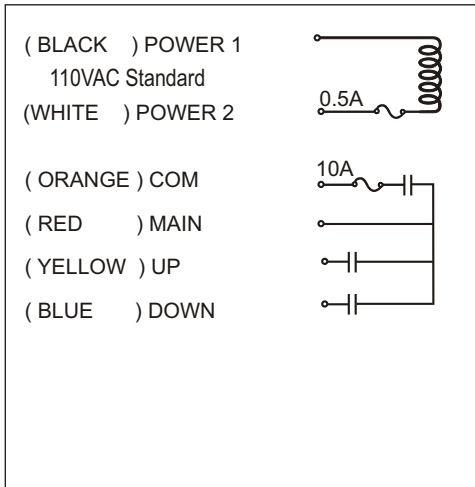 ( BLACK ) POWER 1
110VAC Standard
(WHITE ) POWER 2
0.5A
( ORANGE ) COM
10A
( RED ) MAIN
( YELLOW ) UP
( BLUE ) DOWN